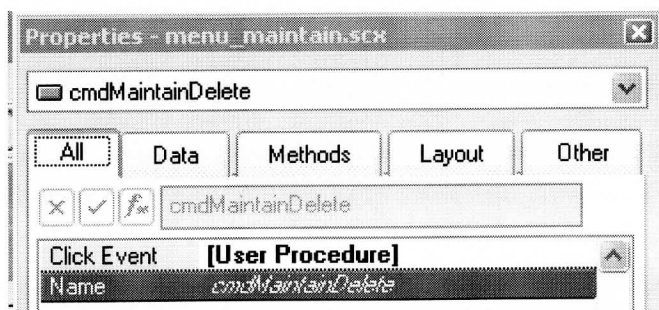 Properties - menu_maintain.scx
cmdMaintainDelete
All Data Methods Layout Other
cmdMaintainDelete
Click Event [User Procedure]
Name cmdMaintainDelete